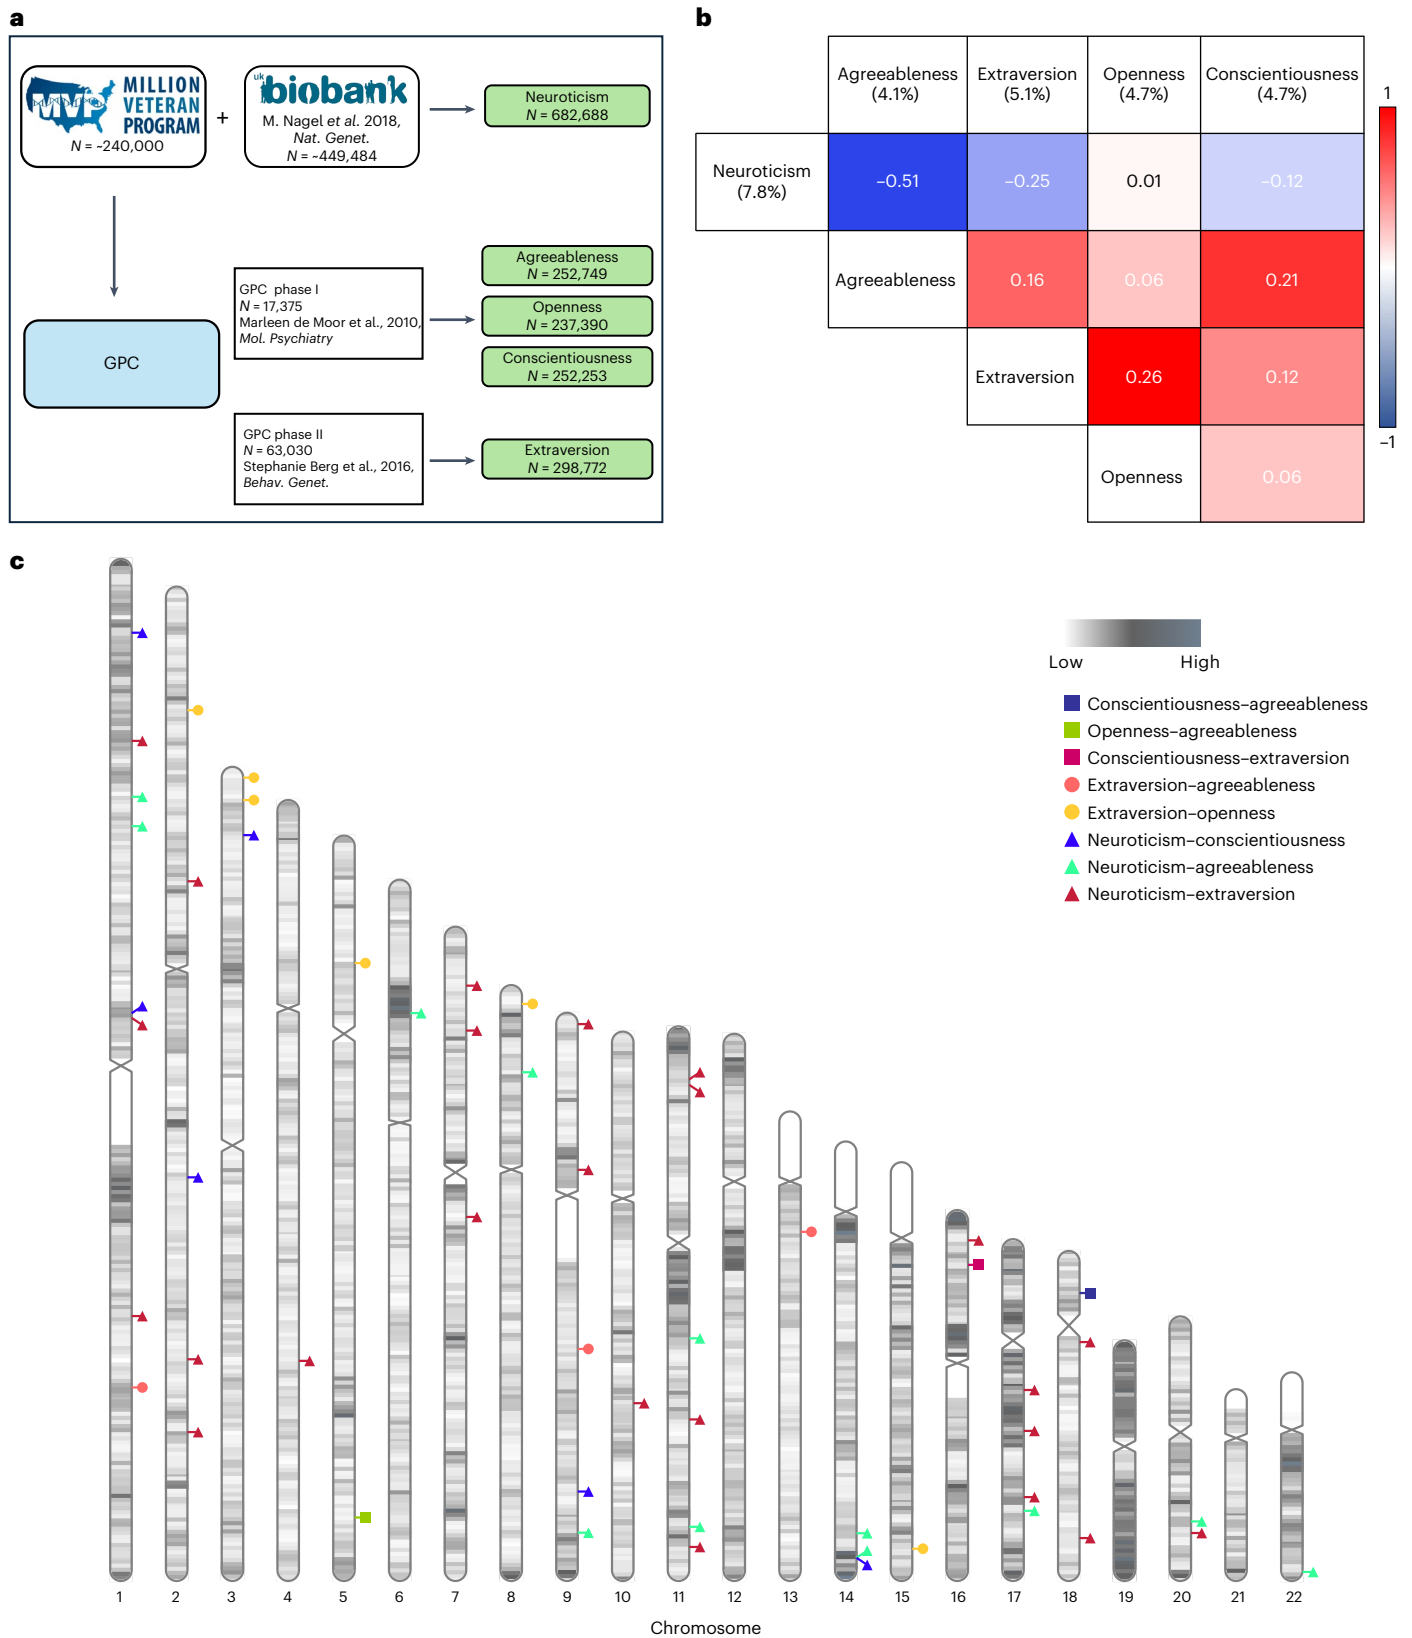 a
MVP
MILLION
VETERAN
PROGRAM
N = ~240,000
+
uk
biobank
M. Nagel et al. 2018,
Nat. Genet.
N = ~449,484
Neuroticism
N = 682,688
GPC
GPC phase I
N = 17,375
Marleen de Moor et al., 2010,
Mol. Psychiatry
Agreeableness
N = 252,749
Openness
N = 237,390
Conscientiousness
N = 252,253
GPC phase II
N = 63,030
Stephanie Berg et al., 2016,
Behav. Genet.
Extraversion
N = 298,772
b
Agreeableness
(4.1%)
Extraversion
(5.1%)
Openness
(4.7%)
Conscientiousness
(4.7%)
Neuroticism
(7.8%)
–0.51
–0.25
0.01
–0.12
Agreeableness
0.16
0.06
0.21
Extraversion
0.26
0.12
Openness
0.06
1
–1
c
Low High
Conscientiousness–agreeableness
Openness–agreeableness
Conscientiousness–extraversion
Extraversion–agreeableness
Extraversion–openness
Neuroticism–conscientiousness
Neuroticism–agreeableness
Neuroticism–extraversion
1 2 3 4 5 6 7 8 9 10 11 12 13 14 15 16 17 18 19 20 21 22
Chromosome